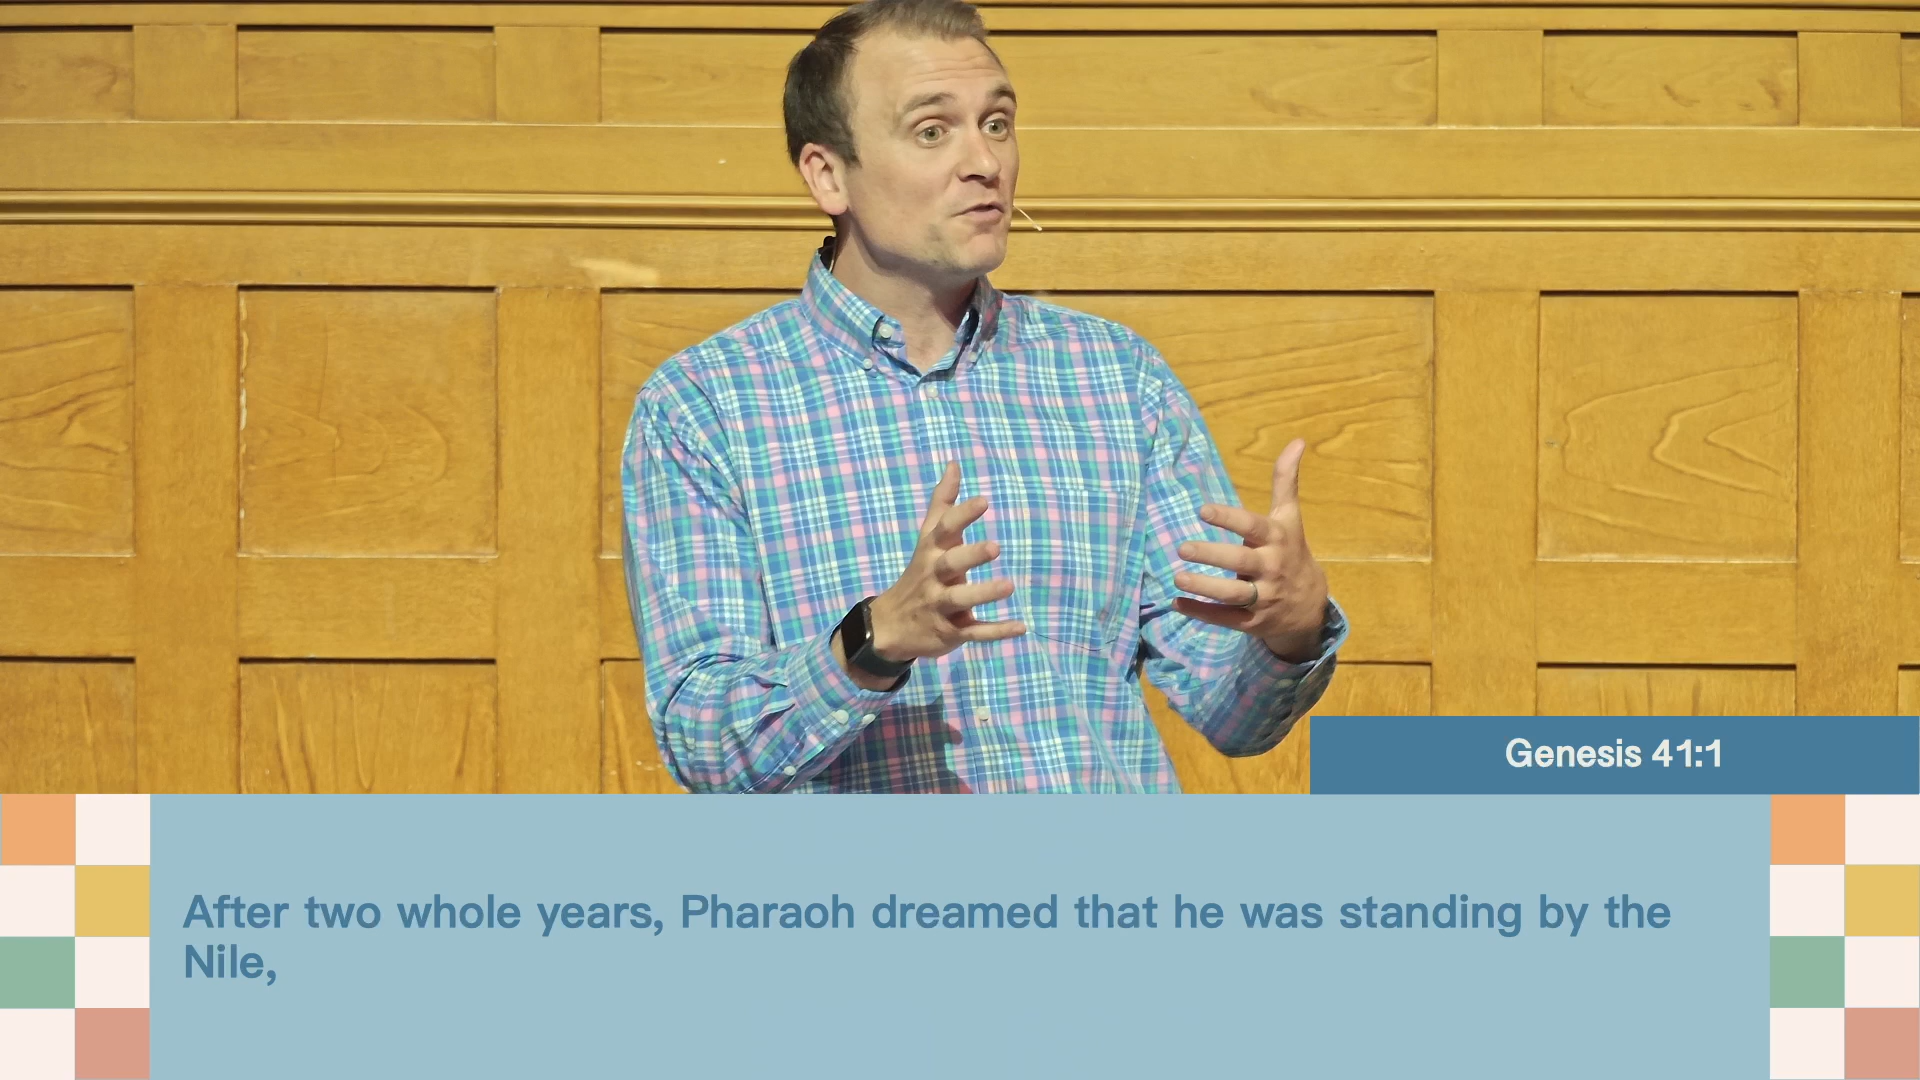 Genesis 41:1
After two whole years, Pharaoh dreamed that he was standing by the
Nile,